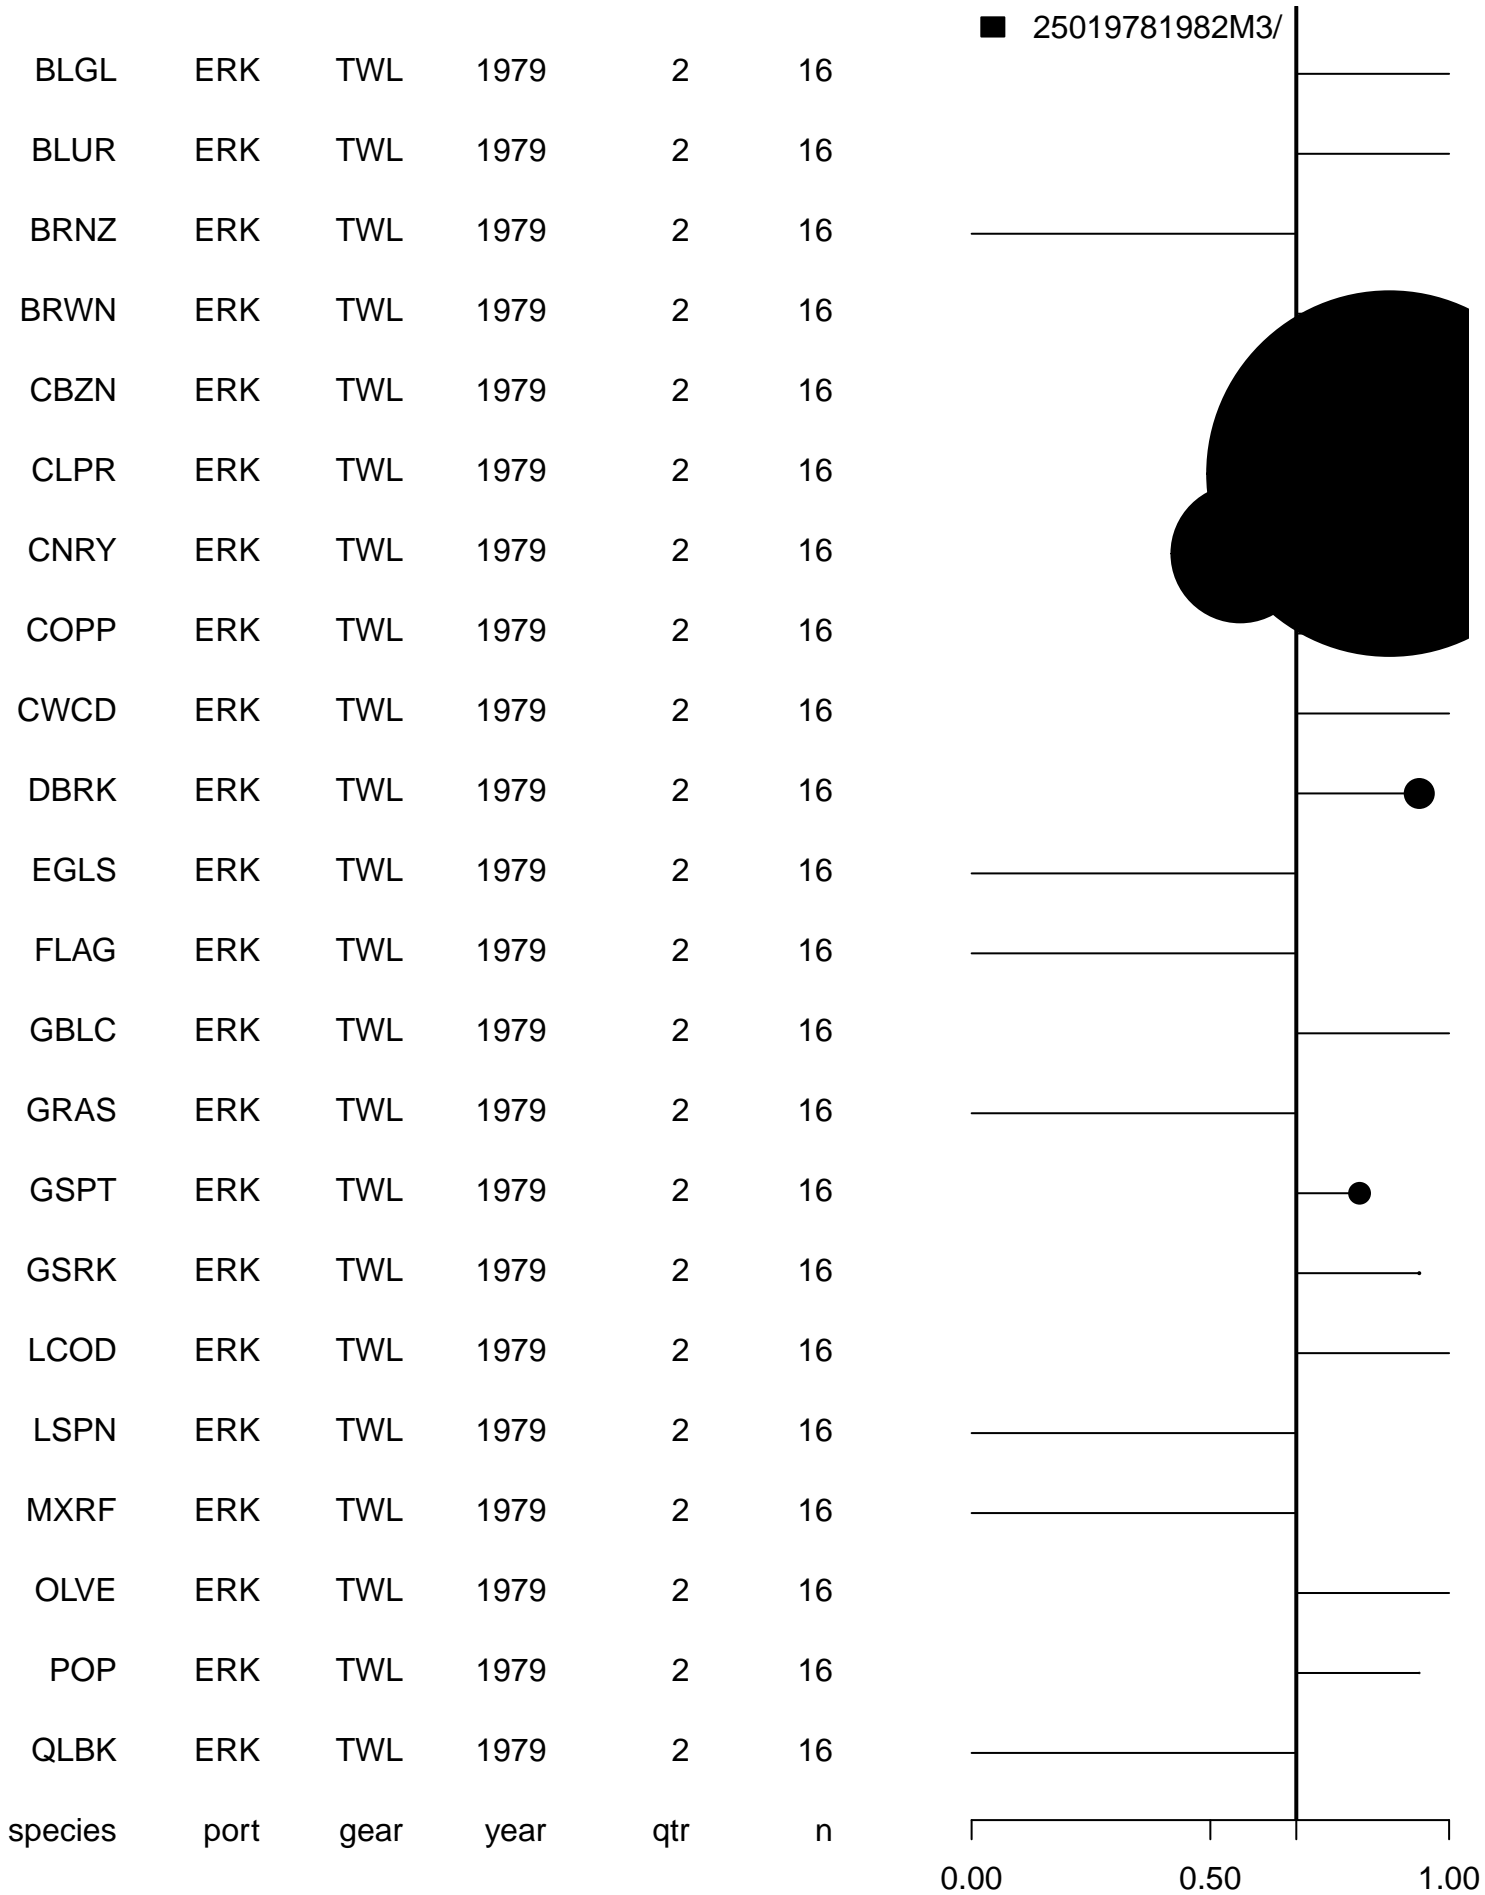 25019781982M3/
BLGL ERK TWL 1979 2 16
BLUR ERK TWL 1979 2 16
BRNZ ERK TWL 1979 2 16
BRWN ERK TWL 1979 2 16
CBZN ERK TWL 1979 2 16
CLPR ERK TWL 1979 2 16
CNRY ERK TWL 1979 2 16
COPP ERK TWL 1979 2 16
CWCD ERK TWL 1979 2 16
DBRK ERK TWL 1979 2 16
EGLS ERK TWL 1979 2 16
FLAG ERK TWL 1979 2 16
GBLC ERK TWL 1979 2 16
GRAS ERK TWL 1979 2 16
GSPT ERK TWL 1979 2 16
GSRK ERK TWL 1979 2 16
LCOD ERK TWL 1979 2 16
LSPN ERK TWL 1979 2 16
MXRF ERK TWL 1979 2 16
OLVE ERK TWL 1979 2 16
POP ERK TWL 1979 2 16
QLBK ERK TWL 1979 2 16
species port gear year qtr n
0.00 0.50 1.00